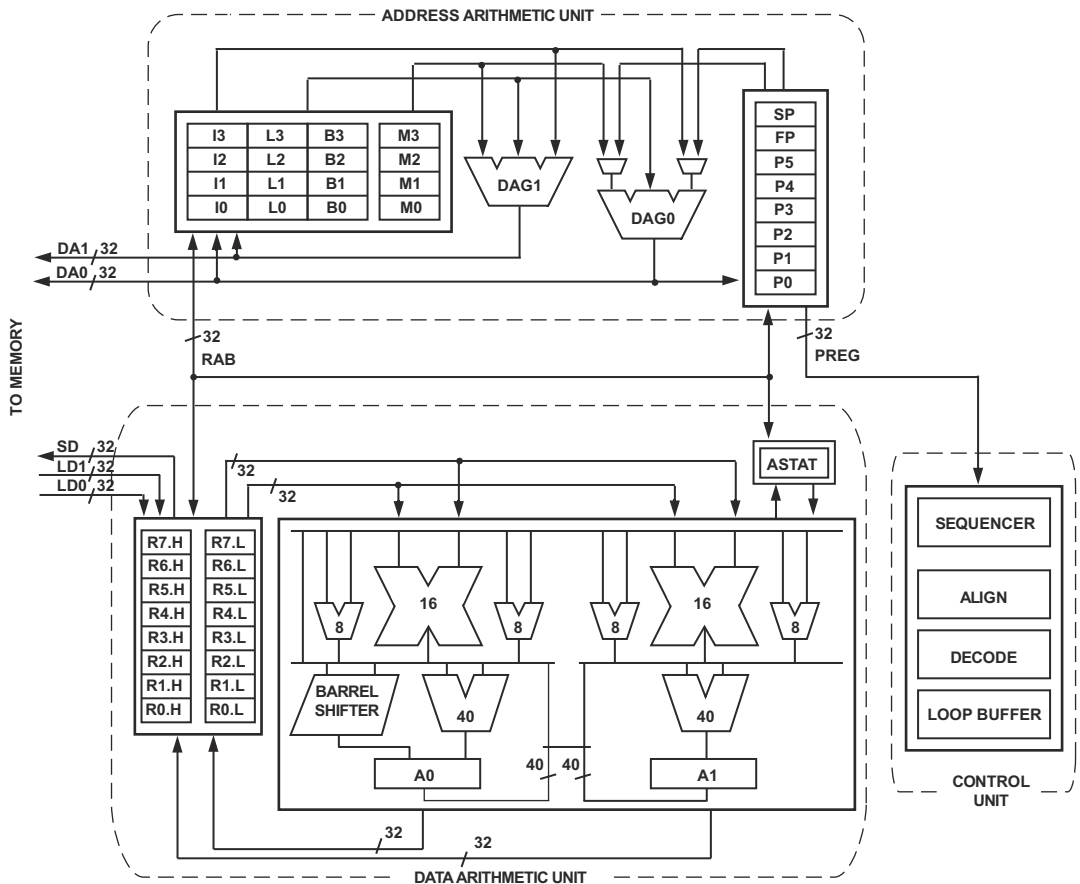 ADDRESS ARITHMETIC UNIT
I3 L3 B3 M3
I2 L2 B2 M2
I1 L1 B1 M1
I0 L0 B0 M0
DAG1
DAG0
SP
FP
P5
P4
P3
P2
P1
P0
DA1 32
DA0 32
TO MEMORY
32
RAB
32
PREG
SD 32
LD1 32
LD0 32
32
32
ASTAT
R7.H R7.L
R6.H R6.L
R5.H R5.L
R4.H R4.L
R3.H R3.L
R2.H R2.L
R1.H R1.L
R0.H R0.L
8 16 8 8 16 8
BARREL
SHIFTER
40
40
A0
40 40
A1
32
32
DATA ARITHMETIC UNIT
SEQUENCER
ALIGN
DECODE
LOOP BUFFER
CONTROL
UNIT